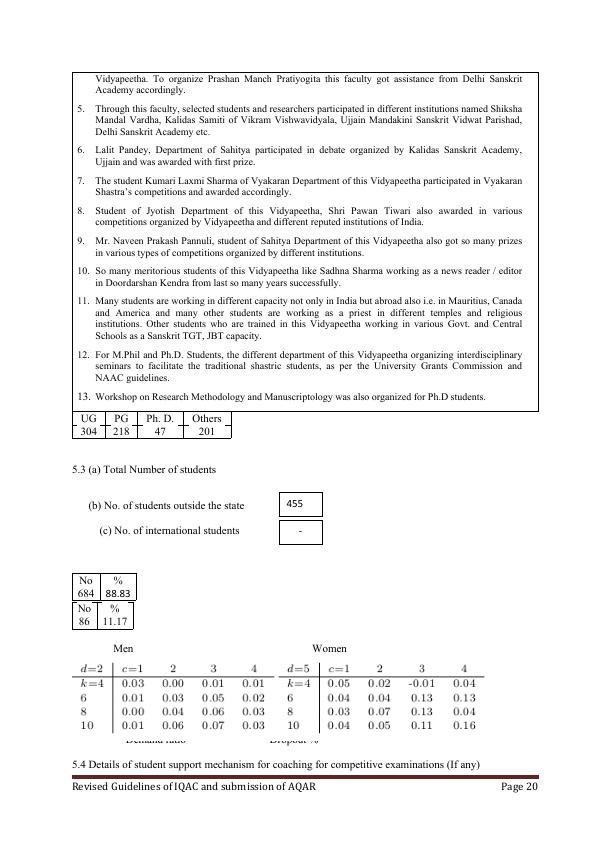 Vidyapeetha. To organize Prashan Manch Pratiyogita this faculty got assistance from Delhi Sanskrit
Academy accordingly.
5. Through this faculty, selected students and researchers participated in different institutions named Shiksha
Mandal Vardha, Kalidas Samiti of Vikram Vishwavidyala, Ujjain Mandakini Sanskrit Vidwat Parishad,
Delhi Sanskrit Academy etc.
6. Lalit Pandey, Department of Sahitya participated in debate organized by Kalidas Sanskrit Academy,
Ujjain and was awarded with first prize.
7. The student Kumari Laxmi Sharma of Vyakaran Department of this Vidyapeetha participated in Vyakaran
Shastra's competitions and awarded accordingly.
8. Student of Jyotish Department of this Vidyapeetha, Shri Pawan Tiwari also awarded in various
competitions organized by Vidyapeetha and different reputed institutions of India.
9. Mr. Naveen Prakash Pannuli, student of Sahitya Department of this Vidyapeetha also got so many prizes
in various types of competitions organized by different institutions.
10. So many meritorious students of this Vidyapeetha like Sadhna Sharma working as a news reader / editor
in Doordarshan Kendra from last so many years successfully.
11. Many students are working in different capacity not only in India but abroad also i.e. in Mauritius, Canada
and America and many other students are working as a priest in different temples and religious
institutions. Other students who are trained in this Vidyapeetha working in various Govt. and Central
Schools as a Sanskrit TGT, JBT capacity.
12. For M.Phil and Ph.D. Students, the different department of this Vidyapeetha organizing interdisciplinary
seminars to facilitate the traditional shastric students, as per the University Grants Commission and
NAAC guidelines.
13. Workshop on Research Methodology and Manuscriptology was also organized for Ph.D students.
UG PG Ph. D. Others
304 218 47 201
5.3 (a) Total Number of students
(b) No. of students outside the state 455
(c) No. of international students -
No %
684 88.83
No %
86 11.17
Men Women
d=2 c=1 2 3 4 d=5 c=1 2 3 4
k=4 0.03 0.00 0.01 0.01 k=4 0.05 0.02 -0.01 0.04
6 0.01 0.03 0.05 0.02 6 0.04 0.04 0.13 0.13
8 0.00 0.04 0.06 0.03 8 0.03 0.07 0.13 0.04
10 0.01 0.06 0.07 0.03 10 0.04 0.05 0.11 0.16
Demand ratio Dropout %
5.4 Details of student support mechanism for coaching for competitive examinations (If any)
Revised Guidelines of IQAC and submission of AQAR Page 20